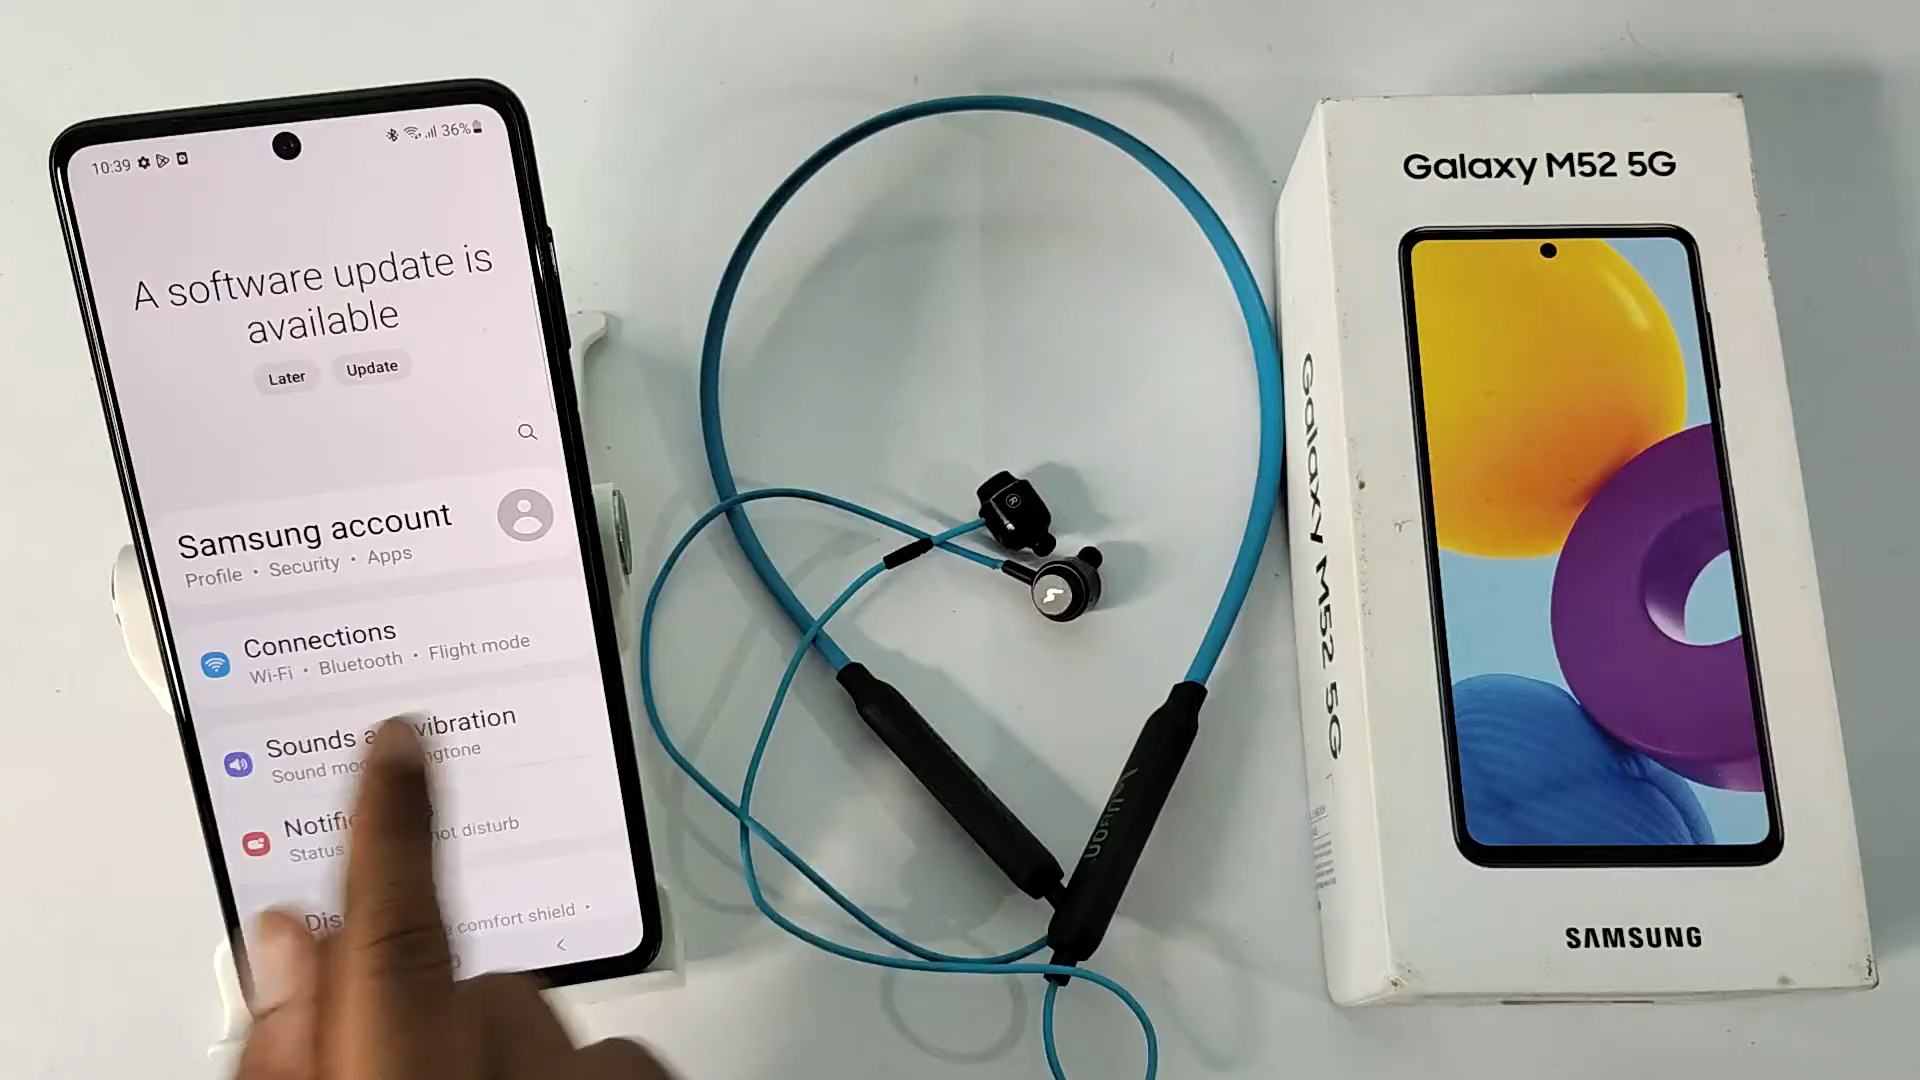 10:39
36%
A software update is
available
Later
Update
Samsung account
Profile • Security • Apps
Connections
Wi-Fi • Bluetooth • Flight mode
Sounds vibration
Sound
Status not disturb
comfort shield •
R
Galaxy M52 5G
Galaxy M52 5G
SAMSUNG